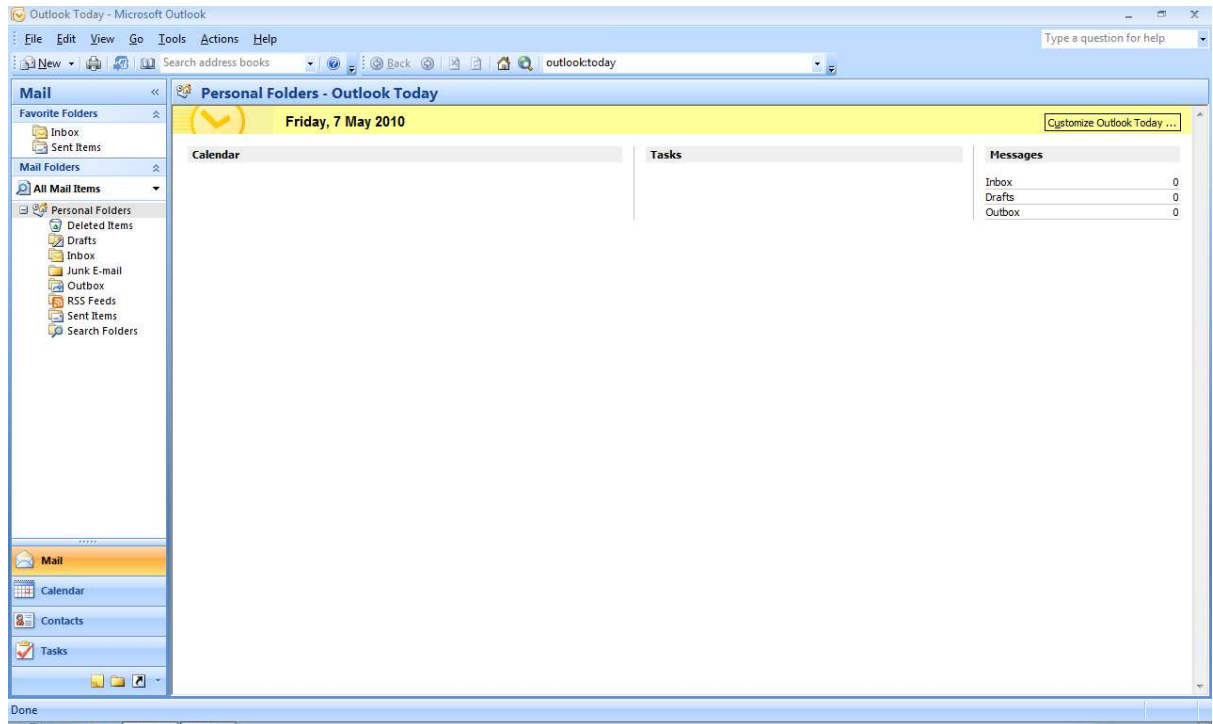 Outlook Today - Microsoft Outlook
File Edit View Go Tools Actions Help
Type a question for help
New
Search address books
Back
outlook:today
Mail
Personal Folders - Outlook Today
Favorite Folders
Inbox
Sent Items
Friday, 7 May 2010
Customize Outlook Today ...
Mail Folders
All Mail Items
Personal Folders
Deleted Items
Drafts
Inbox
Junk E-mail
Outbox
RSS Feeds
Sent Items
Search Folders
Calendar
Tasks
Messages
Inbox 0
Drafts 0
Outbox 0
Mail
Calendar
Contacts
Tasks
Done